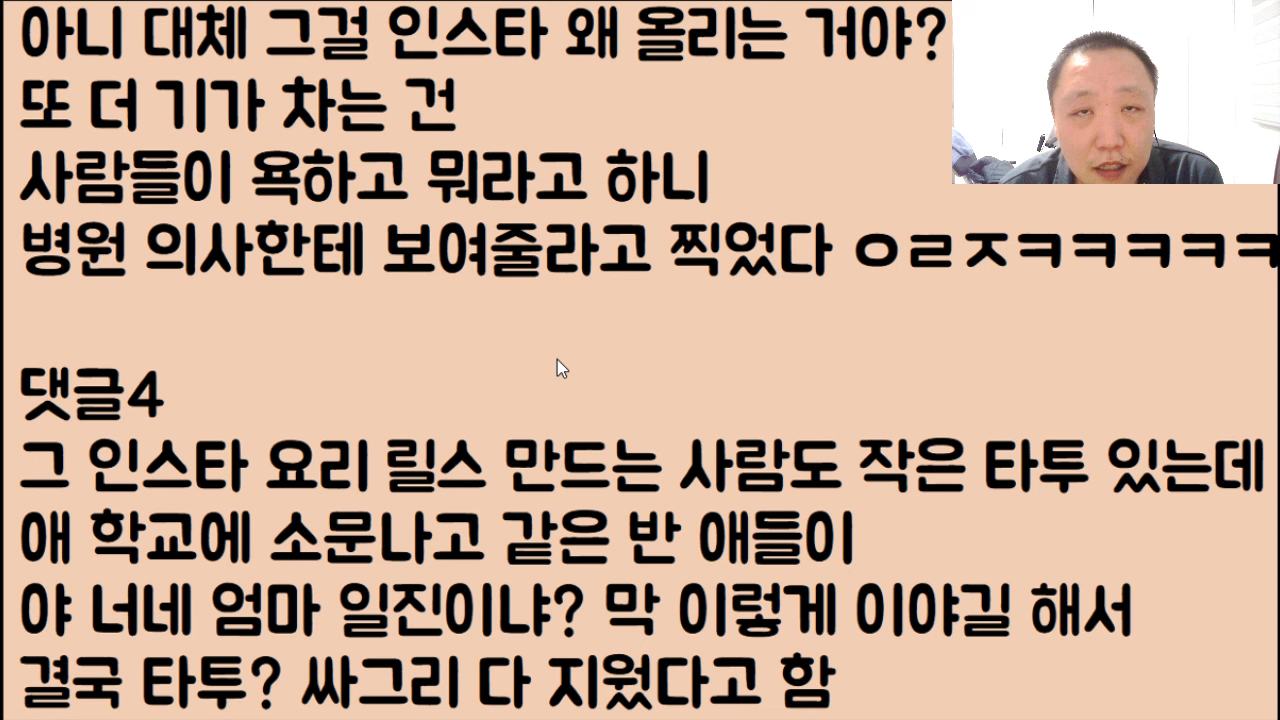 아니 대체 그걸 인스타 왜 올리는 거야?
또 더 기가 차는 건
사람들이 욕하고 뭐라고 하니
병원 의사한테 보여줄라고 찍었다 ㅇㄹㅈㅋㅋㅋㅋㅋ
댓글4
그 인스타 요리 릴스 만드는 사람도 작은 타투 있는데
애 학교에 소문나고 같은 반 애들이
야 너네 엄마 일진이냐? 막 이렇게 이야길 해서
결국 타투? 싸그리 다 지웠다고 함